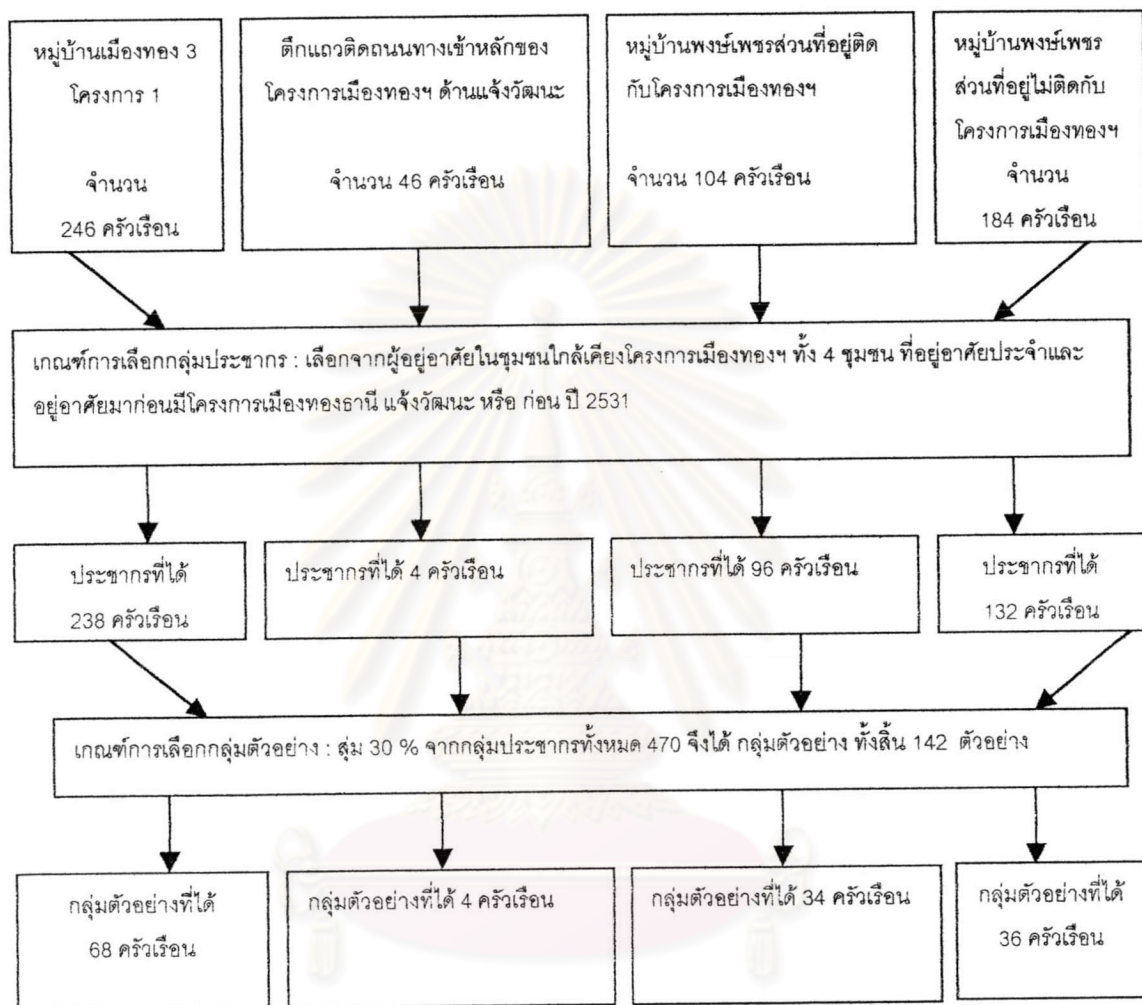 หมู่บ้านเมืองทอง 3
โครงการ 1
จำนวน
246 ครัวเรือน
ตึกแถวติดถนนทางเข้าหลักของ
โครงการเมืองทองฯ ด้านแจ้งวัฒนะ
จำนวน 46 ครัวเรือน
หมู่บ้านพงษ์เพชรส่วนที่อยู่ติด
กับโครงการเมืองทองฯ
จำนวน 104 ครัวเรือน
หมู่บ้านพงษ์เพชร
ส่วนที่อยู่ไม่ติดกับ
โครงการเมืองทองฯ
จำนวน
184 ครัวเรือน
เกณฑ์การเลือกกลุ่มประชากร : เลือกจากผู้อยู่อาศัยในชุมชนใกล้เคียงโครงการเมืองทองฯ ทั้ง 4 ชุมชน ที่อยู่อาศัยประจำและ
อยู่อาศัยมาก่อนมีโครงการเมืองทองธานี แจ้งวัฒนะ หรือ ก่อน ปี 2531
ประชากรที่ได้
238 ครัวเรือน
ประชากรที่ได้ 4 ครัวเรือน
ประชากรที่ได้ 96 ครัวเรือน
ประชากรที่ได้
132 ครัวเรือน
เกณฑ์การเลือกกลุ่มตัวอย่าง : สุ่ม 30 % จากกลุ่มประชากรทั้งหมด 470 จึงได้ กลุ่มตัวอย่าง ทั้งสิ้น 142 ตัวอย่าง
กลุ่มตัวอย่างที่ได้
68 ครัวเรือน
กลุ่มตัวอย่างที่ได้ 4 ครัวเรือน
กลุ่มตัวอย่างที่ได้ 34 ครัวเรือน
กลุ่มตัวอย่างที่ได้
36 ครัวเรือน